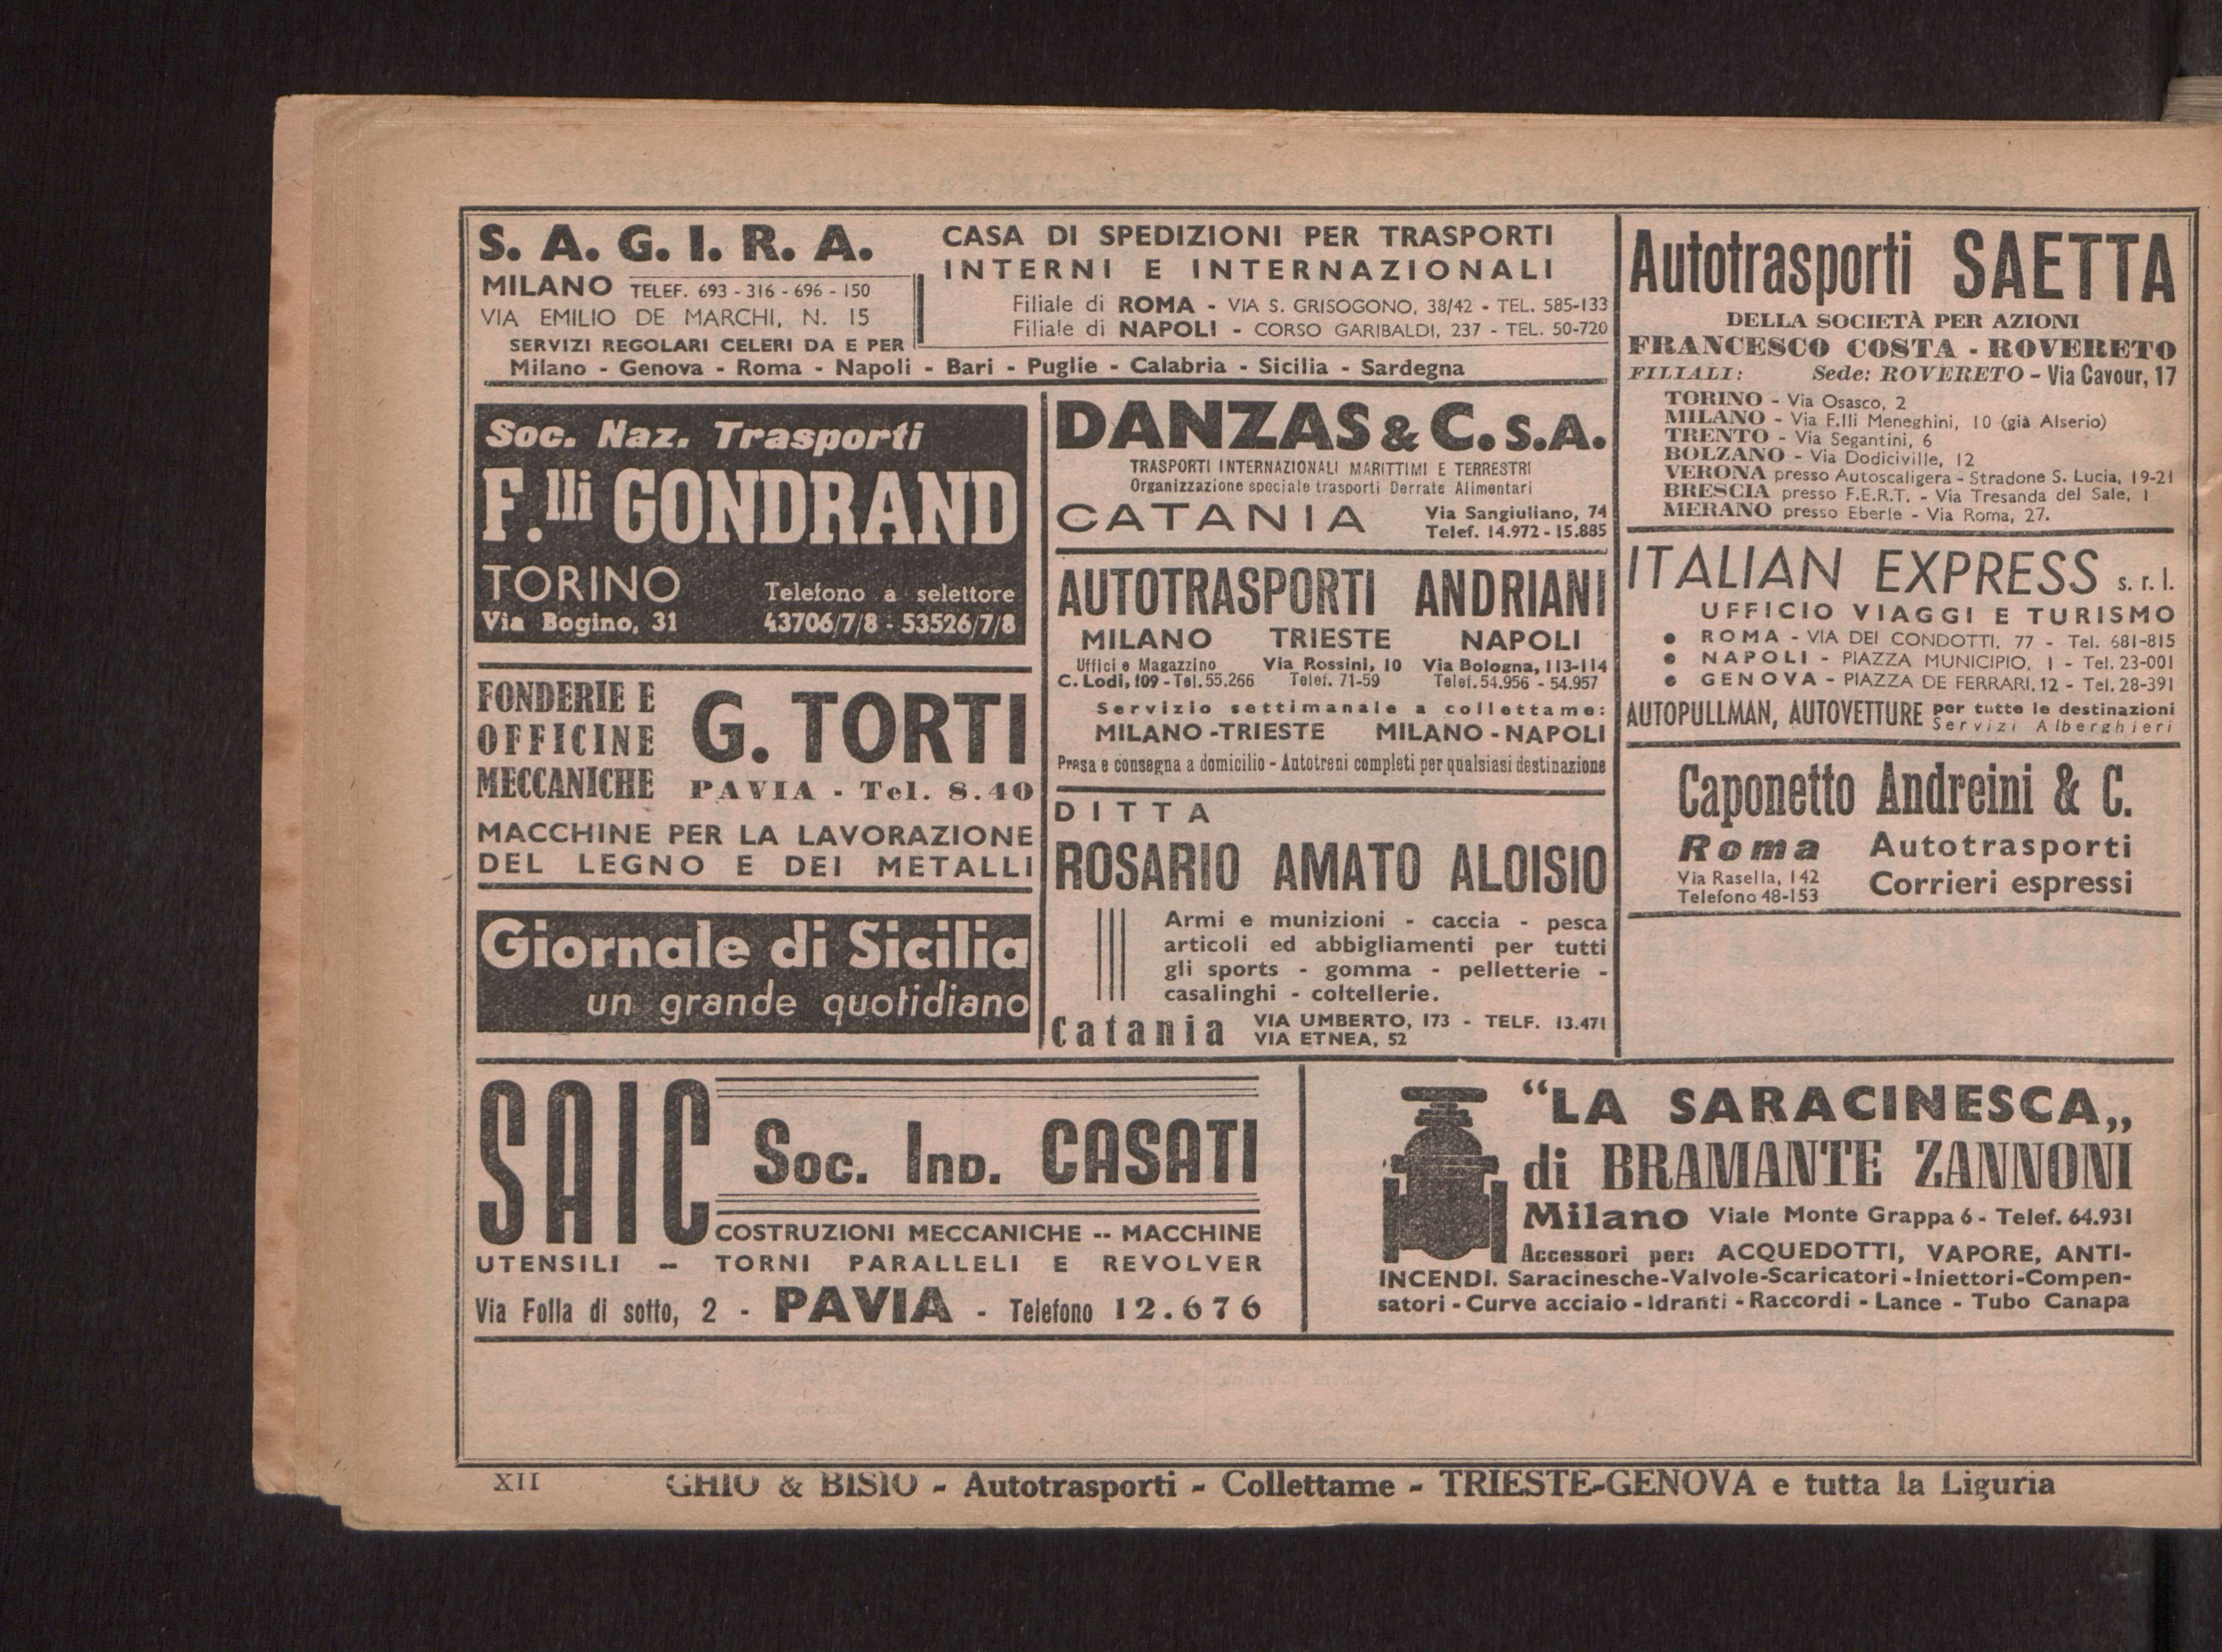 S. A. G. I. R. A.
MILANO TELEF. 693 - 316 - 696 - 150
VIA EMILIO DE MARCHI, N. 15
CASA DI SPEDIZIONI PER TRASPORTI
INTERNI E INTERNAZIONALI
Filiale di ROMA - VIA S. GRISOGONO, 38/42 - TEL. 585-133
Filiale di NAPOLI - CORSO GARIBALDI, 237 - TEL. 50-720
SERVIZI REGOLARI CELERI DA E PER
Milano - Genova - Roma - Napoli - Bari - Puglie - Calabria - Sicilia - Sardegna
Soc. Naz. Trasporti
F.lli GONDRAND
TORINO Telefono a selettore
Via Bogino, 31 43706/7/8 - 53526/7/8
FONDERIE E
OFFICINE
MECCANICHE
G. TORTI
PAVIA - Tel. 8.40
MACCHINE PER LA LAVORAZIONE
DEL LEGNO E DEI METALLI
Giornale di Sicilia
un grande quotidiano
DANZAS & C. S.A.
TRASPORTI INTERNAZIONALI MARITTIMI E TERRESTRI
Organizzazione speciale trasporti Derrate Alimentari
CATANIA
Via Sangiuliano, 74
Telef. 14.972 - 15.885
AUTOTRASPORTI ANDRIANI
MILANO TRIESTE NAPOLI
Uffici e Magazzino Via Rossini, 10 Via Bologna, 113-114
C. Lodi, 109 - Tel. 55.266 Telef. 71-59 Telef. 54.956 - 54.957
Servizio settimanale a collettame:
MILANO - TRIESTE MILANO - NAPOLI
Presa e consegna a domicilio - Autotreni completi per qualsiasi destinazione
DITTA
ROSARIO AMATO ALOISIO
Armi e munizioni - caccia - pesca
articoli ed abbigliamenti per tutti
gli sports - gomma - pelletterie -
casalinghi - coltellerie.
Catania
VIA UMBERTO, 173 - TELF. 13.471
VIA ETNEA, 52
Autotrasporti SAETTA
DELLA SOCIETÀ PER AZIONI
FRANCESCO COSTA - ROVERETO
FILIALI: Sede: ROVERETO - Via Cavour, 17
TORINO - Via Osasco, 2
MILANO - Via F.lli Meneghini, 10 (già Alserio)
TRENTO - Via Segantini, 6
BOLZANO - Via Dodiciville, 12
VERONA presso Autoscaligera - Stradone S. Lucia, 19-21
BRESCIA presso F.E.R.T. - Via Tresanda del Sale, 1
MERANO presso Eberle - Via Roma, 27.
ITALIAN EXPRESS s. r. l.
UFFICIO VIAGGI E TURISMO
• ROMA - VIA DEI CONDOTTI, 77 - Tel. 681-815
• NAPOLI - PIAZZA MUNICIPIO, 1 - Tel. 23-001
• GENOVA - PIAZZA DE FERRARI, 12 - Tel. 28-391
AUTOPULLMAN, AUTOVETTURE per tutte le destinazioni
Servizi Alberghieri
Caponetto Andreini & C.
Roma Autotrasporti
Via Rasella, 142
Telefono 48-153
Corrieri espressi
SAIC
Soc. Ind. CASATI
COSTRUZIONI MECCANICHE -- MACCHINE
UTENSILI -- TORNI PARALLELI E REVOLVER
Via Folla di sotto, 2 - PAVIA - Telefono 12.676
“LA SARACINESCA„
di BRAMANTE ZANNONI
Milano Viale Monte Grappa 6 - Telef. 64.931
Accessori per: ACQUEDOTTI, VAPORE, ANTI-
INCENDI. Saracinesche-Valvole-Scaricatori-Iniettori-Compen-
satori - Curve acciaio - Idranti - Raccordi - Lance - Tubo Canapa
XII GHIO & BISIO - Autotrasporti - Collettame - TRIESTE-GENOVA e tutta la Liguria